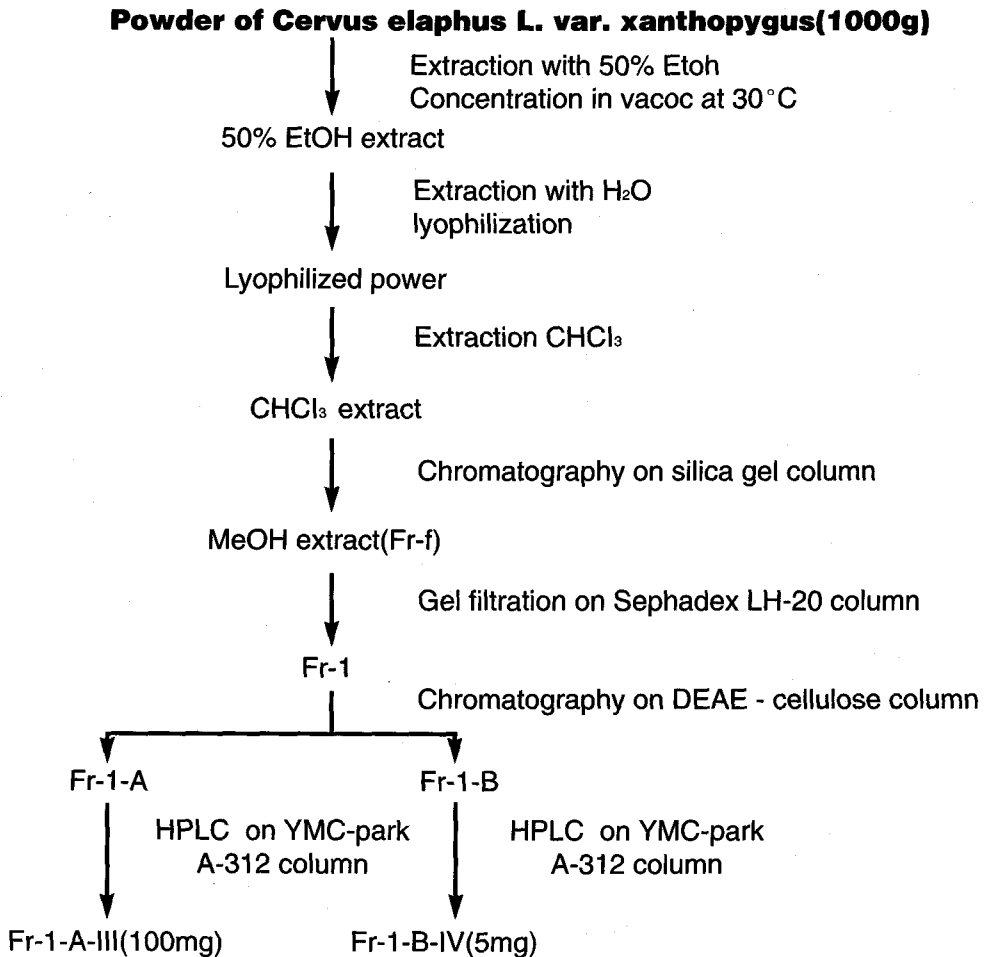 Powder of Cervus elaphus L. var. xanthopygus(1000g)
Extraction with 50% Etoh
Concentration in vacoc at 30°C
50% EtOH extract
Extraction with H₂O
lyophilization
Lyophilized power
Extraction CHCl₃
CHCl₃ extract
Chromatography on silica gel column
MeOH extract(Fr-f)
Gel filtration on Sephadex LH-20 column
Fr-1
Chromatography on DEAE - cellulose column
Fr-1-A
Fr-1-B
HPLC on YMC-park
A-312 column
HPLC on YMC-park
A-312 column
Fr-1-A-III(100mg)
Fr-1-B-IV(5mg)